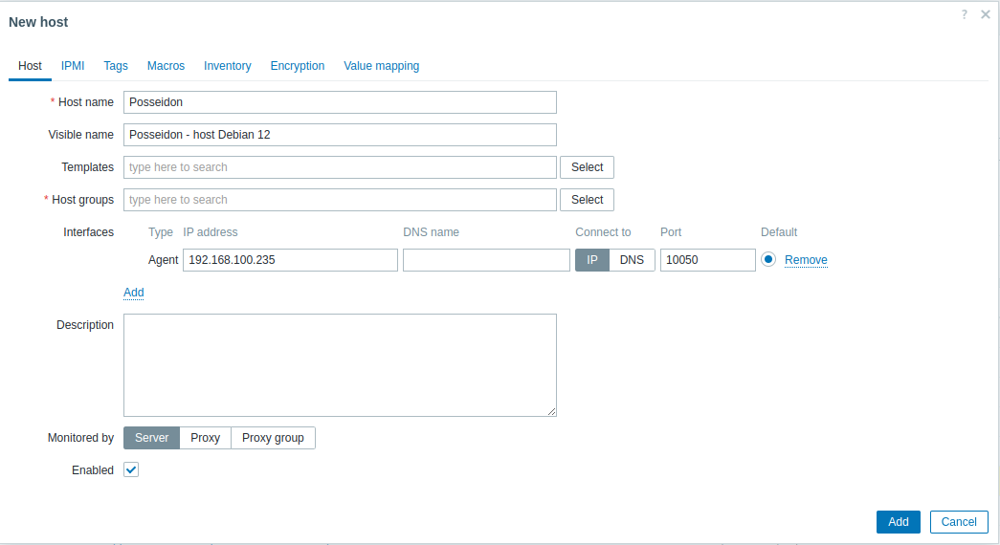 New host
?
Host IPMI Tags Macros Inventory Encryption Value mapping
* Host name Posseidon
Visible name Posseidon - host Debian 12
Templates type here to search Select
* Host groups type here to search Select
Interfaces Type IP address DNS name Connect to Port Default
Agent 192.168.100.235 IP DNS 10050 Remove
Add
Description
Monitored by Server Proxy Proxy group
Enabled
Add Cancel